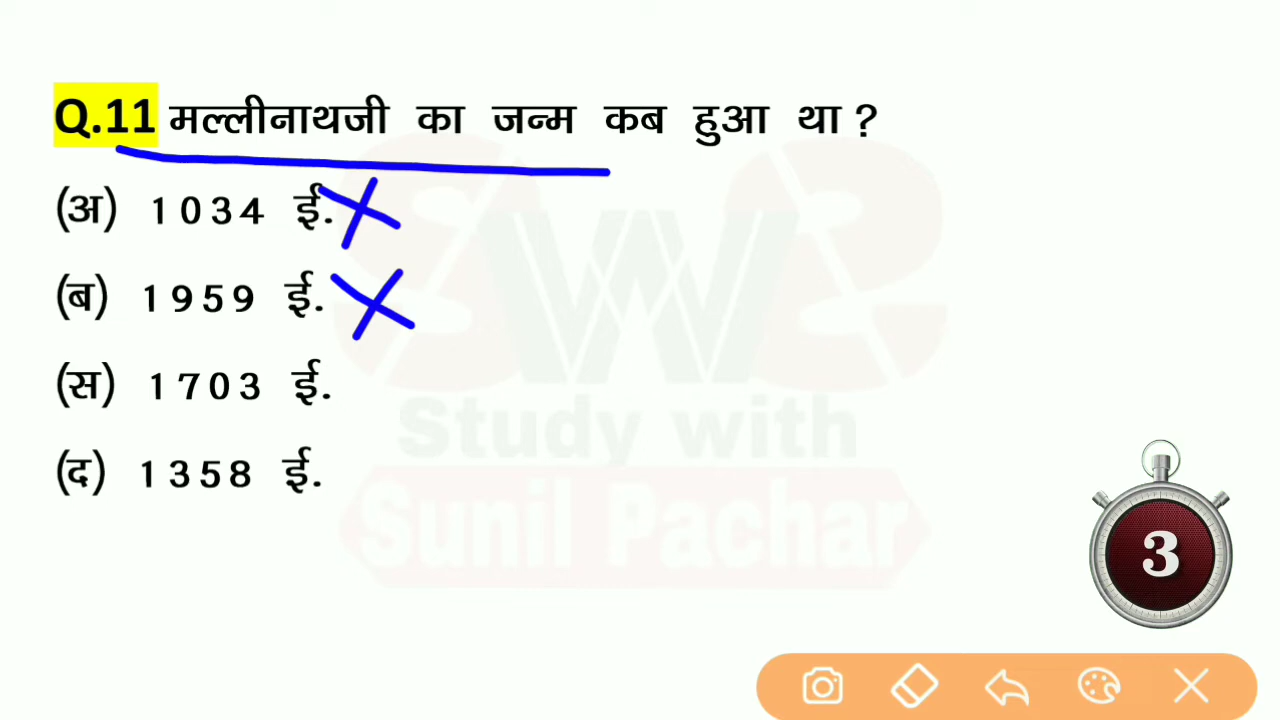 Q.11 मल्लीनाथजी का जन्म कब हुआ था ?
(अ) 1034 ई.
(ब) 1959 ई.
(स) 1703 ई.
(द) 1358 ई.
Study with
Sunil Pachar
3